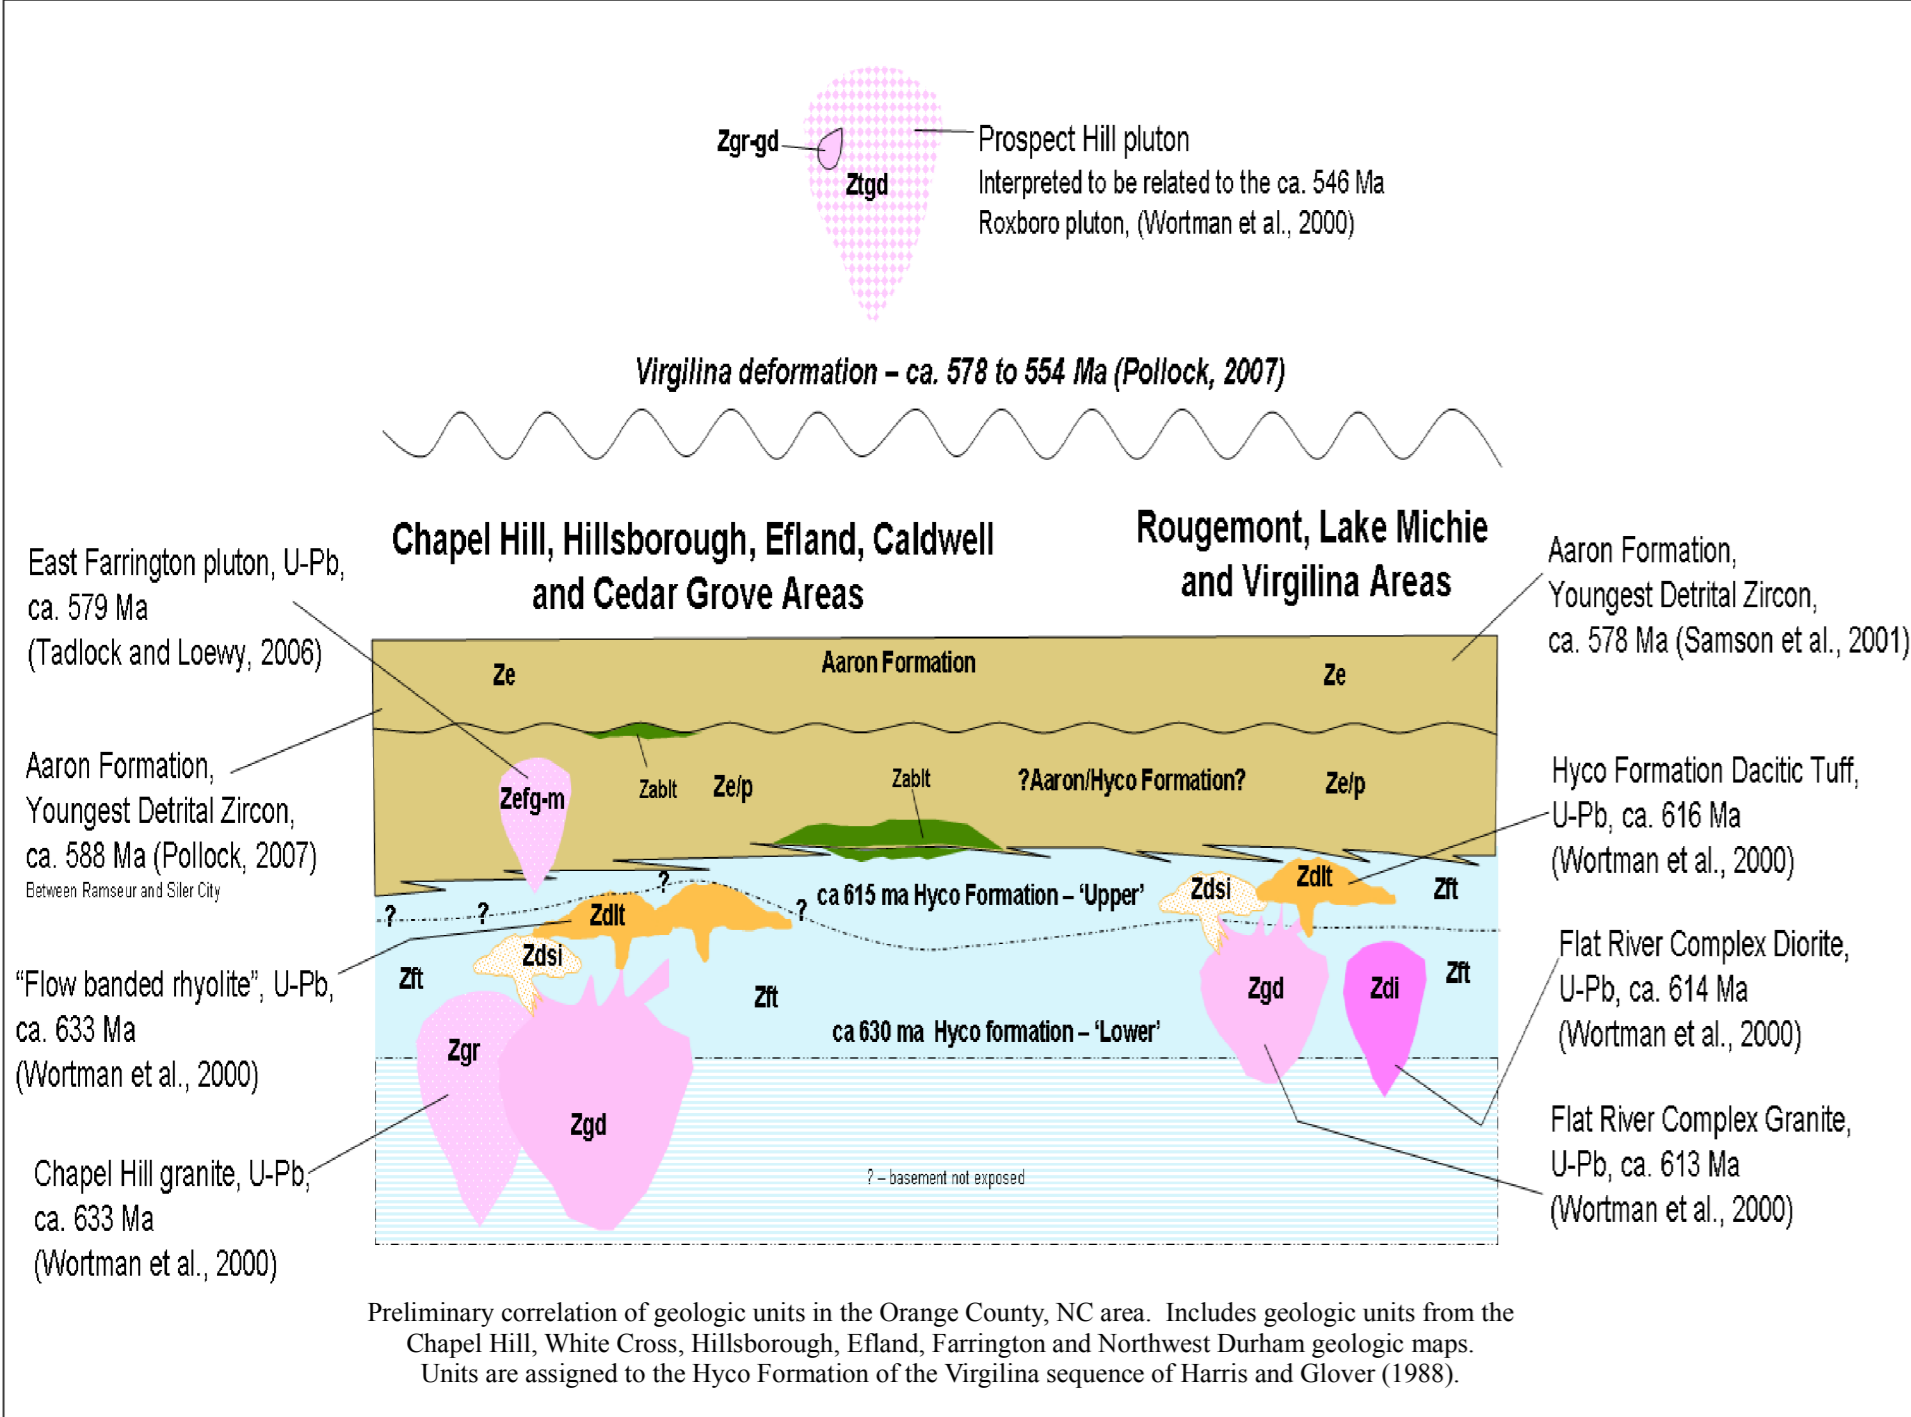 Zgr-gd
Ztgd
Prospect Hill pluton
Interpreted to be related to the ca. 546 Ma
Roxboro pluton, (Wortman et al., 2000)
Virgilina deformation – ca. 578 to 554 Ma (Pollock, 2007)
Chapel Hill, Hillsborough, Efland, Caldwell
and Cedar Grove Areas
Rougemont, Lake Michie
and Virgilina Areas
East Farrington pluton, U-Pb,
ca. 579 Ma
(Tadlock and Loewy, 2006)
Aaron Formation,
Youngest Detrital Zircon,
ca. 588 Ma (Pollock, 2007)
Between Ramseur and Siler City
“Flow banded rhyolite”, U-Pb,
ca. 633 Ma
(Wortman et al., 2000)
Chapel Hill granite, U-Pb,
ca. 633 Ma
(Wortman et al., 2000)
Ze
Aaron Formation
Ze
Zefg-m
Zablt
Ze/p
Zablt
?Aaron/Hyco Formation?
Ze/p
?
?
?
?
ca 615 ma Hyco Formation – ‘Upper’
Zdlt
Zdsi
Zdsi
Zdlt
Zft
Zft
Zft
Zft
Zgd
Zdi
ca 630 ma Hyco formation – ‘Lower’
Zgr
Zgd
? – basement not exposed
Aaron Formation,
Youngest Detrital Zircon,
ca. 578 Ma (Samson et al., 2001)
Hyco Formation Dacitic Tuff,
U-Pb, ca. 616 Ma
(Wortman et al., 2000)
Flat River Complex Diorite,
U-Pb, ca. 614 Ma
(Wortman et al., 2000)
Flat River Complex Granite,
U-Pb, ca. 613 Ma
(Wortman et al., 2000)
Preliminary correlation of geologic units in the Orange County, NC area. Includes geologic units from the
Chapel Hill, White Cross, Hillsborough, Efland, Farrington and Northwest Durham geologic maps.
Units are assigned to the Hyco Formation of the Virgilina sequence of Harris and Glover (1988).